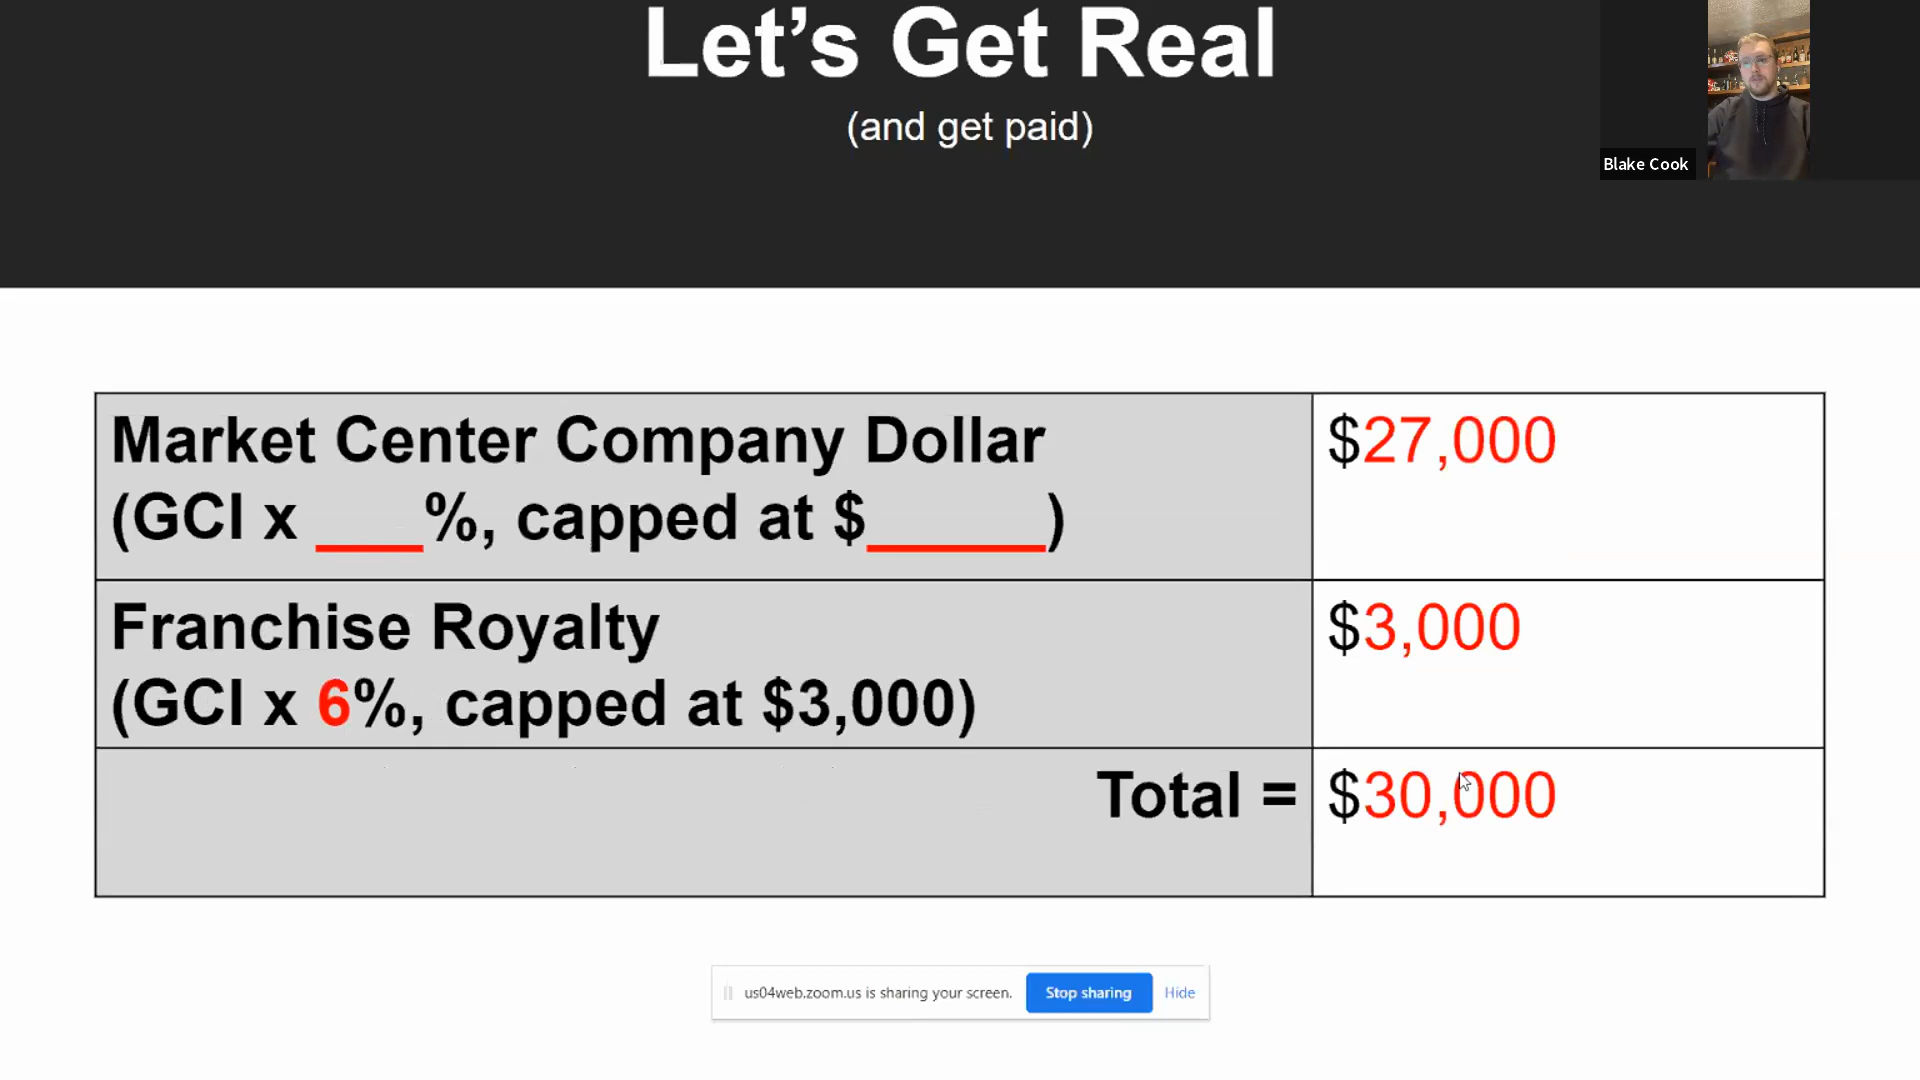 Let's Get Real
(and get paid)
Blake Cook
Market Center Company Dollar
(GCI x ___%, capped at $_____)
$27,000
Franchise Royalty
(GCI x 6%, capped at $3,000)
$3,000
Total =
$30,000
us04web.zoom.us is sharing your screen. Stop sharing Hide